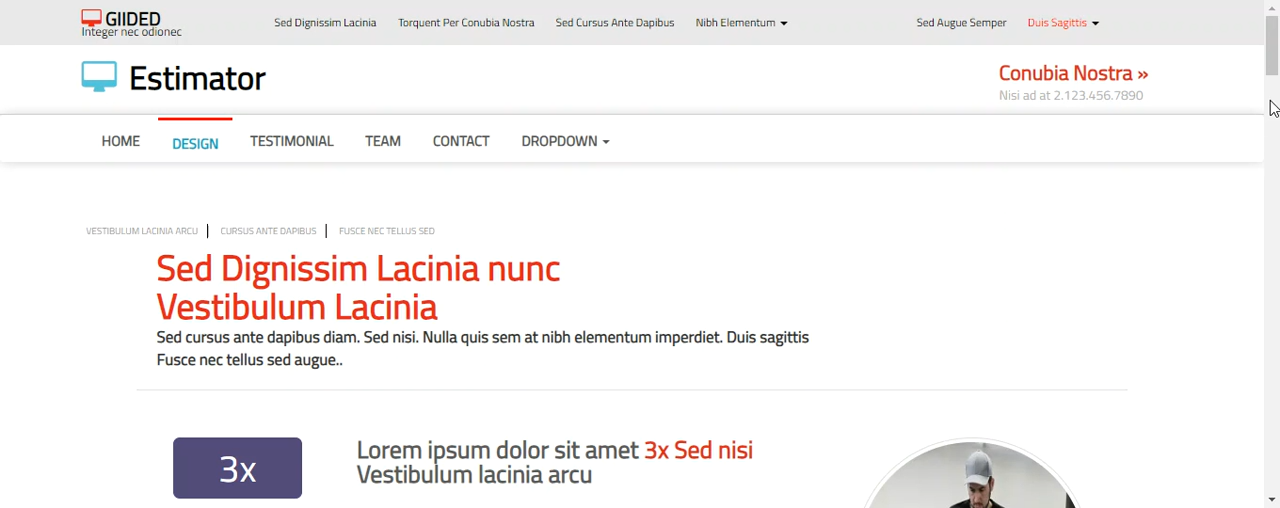 GIIDED
Integer nec odionec
Sed Dignissim Lacinia Torquent Per Conubia Nostra Sed Cursus Ante Dapibus Nibh Elementum Sed Augue Semper Duis Sagittis
Estimator
Conubia Nostra »
Nisi ad at 2.123.456.7890
HOME DESIGN TESTIMONIAL TEAM CONTACT DROPDOWN
VESTIBULUM LACINIA ARCU CURSUS ANTE DAPIBUS FUSCE NEC TELLUS SED
Sed Dignissim Lacinia nunc
Vestibulum Lacinia
Sed cursus ante dapibus diam. Sed nisi. Nulla quis sem at nibh elementum imperdiet. Duis sagittis
Fusce nec tellus sed augue..
3x
Lorem ipsum dolor sit amet 3x Sed nisi
Vestibulum lacinia arcu